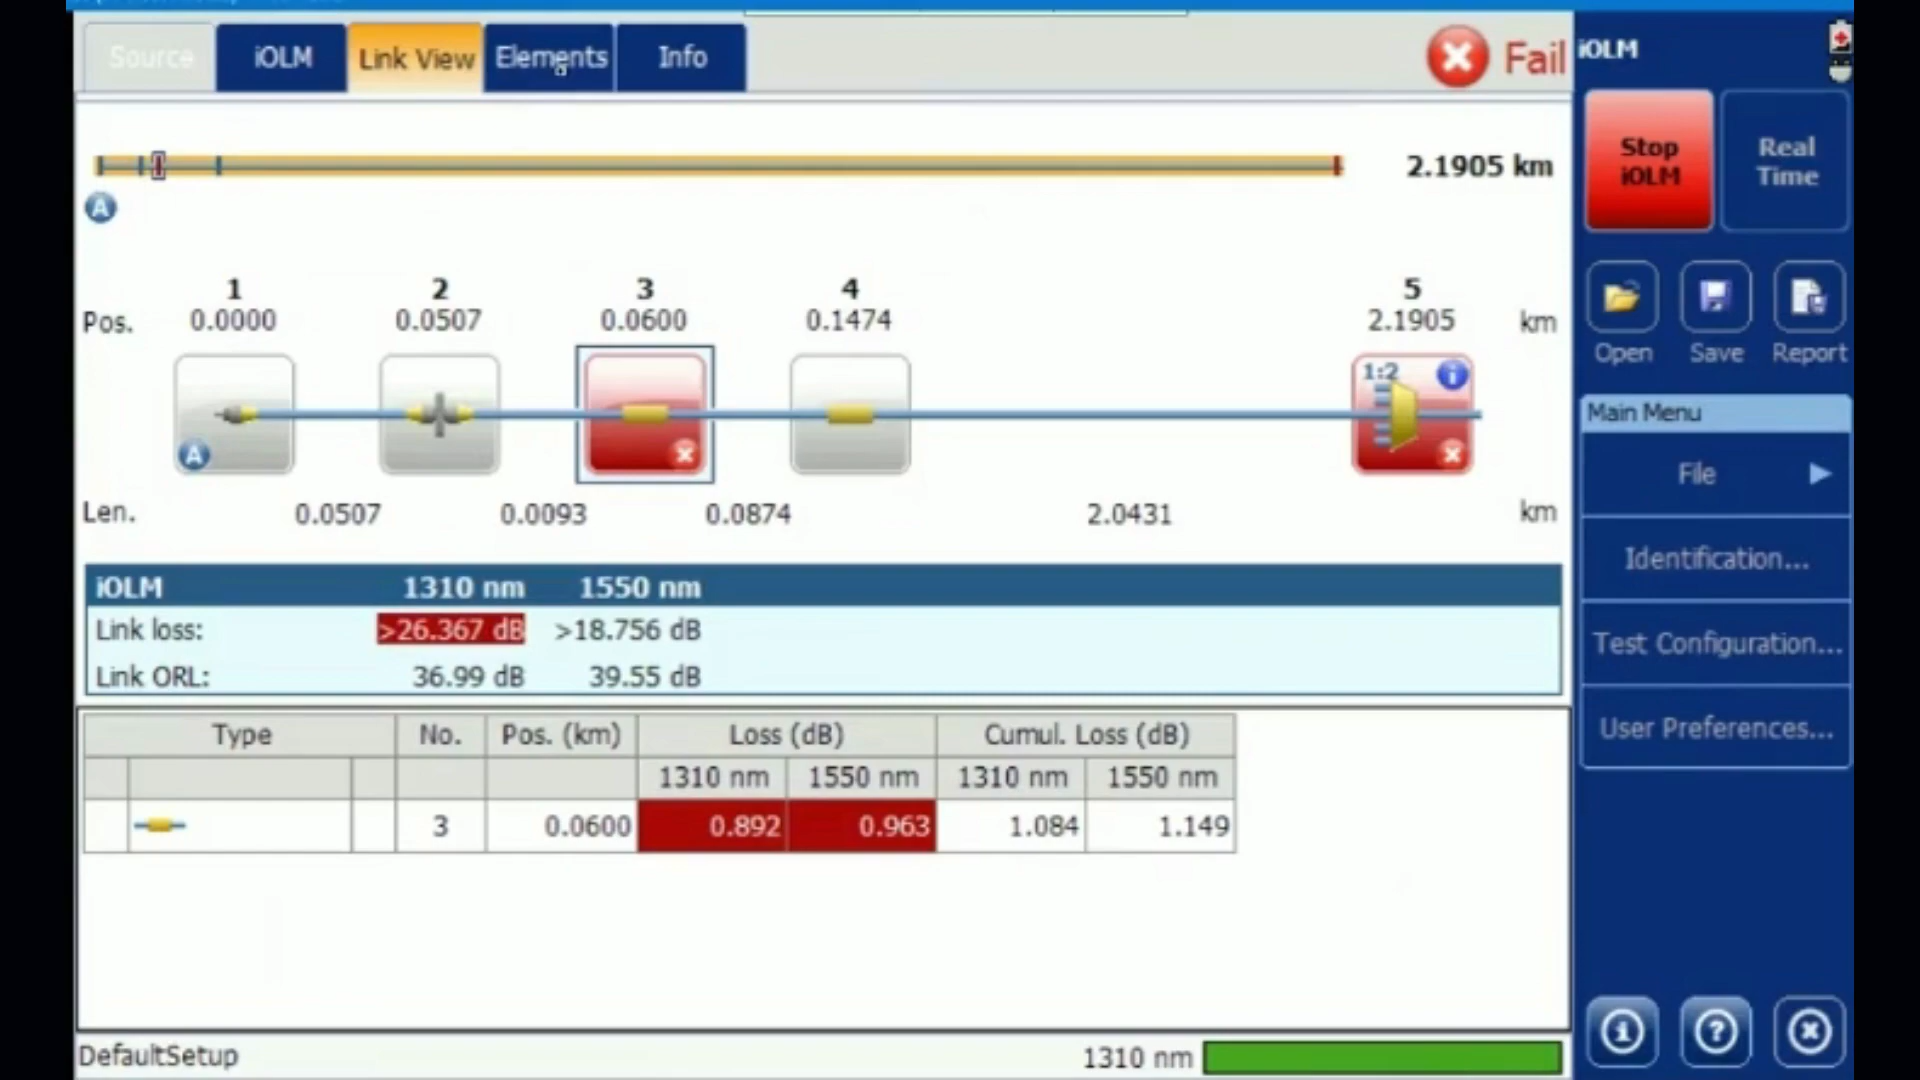 Source iOLM Link View Elements Info Fail iOLM
2.1905 km
A
Stop iOLM
Real Time
1 2 3 4 5
Pos. 0.0000 0.0507 0.0600 0.1474 2.1905 km
Open Save Report
1:2
A
Len. 0.0507 0.0093 0.0874 2.0431 km
Main Menu
File
Identification...
Test Configuration...
User Preferences...
iOLM 1310 nm 1550 nm
Link loss: >26.367 dB >18.756 dB
Link ORL: 36.99 dB 39.55 dB
Type No. Pos. (km) Loss (dB) Cumul. Loss (dB)
1310 nm 1550 nm 1310 nm 1550 nm
3 0.0600 0.892 0.963 1.084 1.149
DefaultSetup 1310 nm